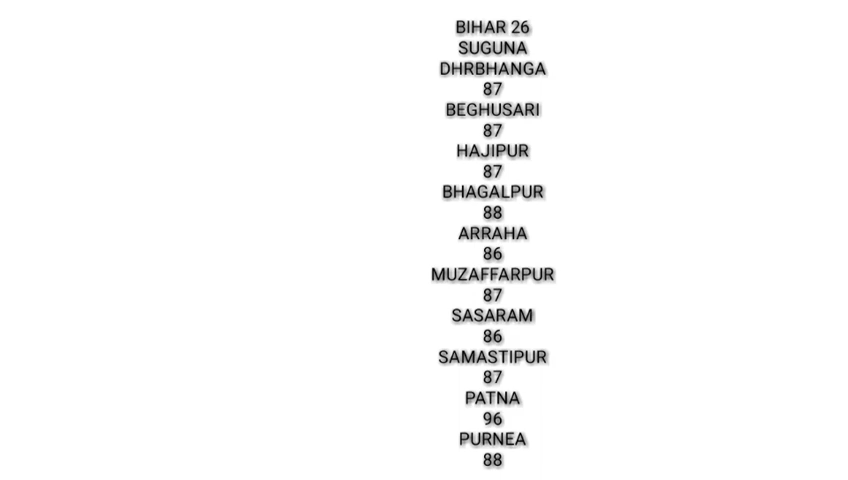 BIHAR 26
SUGUNA
DHRBHANGA
87
BEGHUSARI
87
HAJIPUR
87
BHAGALPUR
88
ARRAHA
86
MUZAFFARPUR
87
SASARAM
86
SAMASTIPUR
87
PATNA
96
PURNEA
88